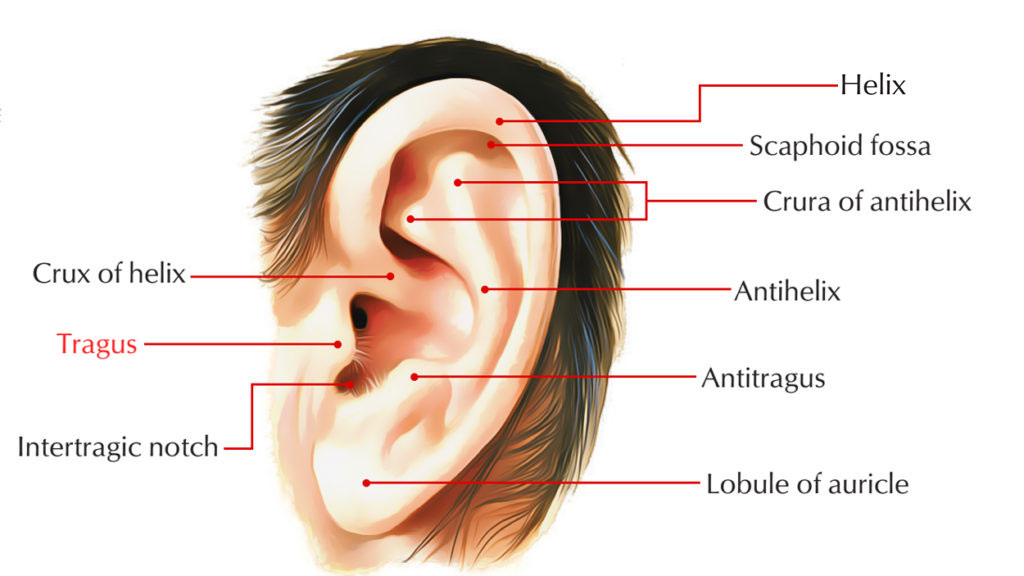 Helix
Scaphoid fossa
Crura of antihelix
Crux of helix
Antihelix
Tragus
Antitragus
Intertragic notch
Lobule of auricle